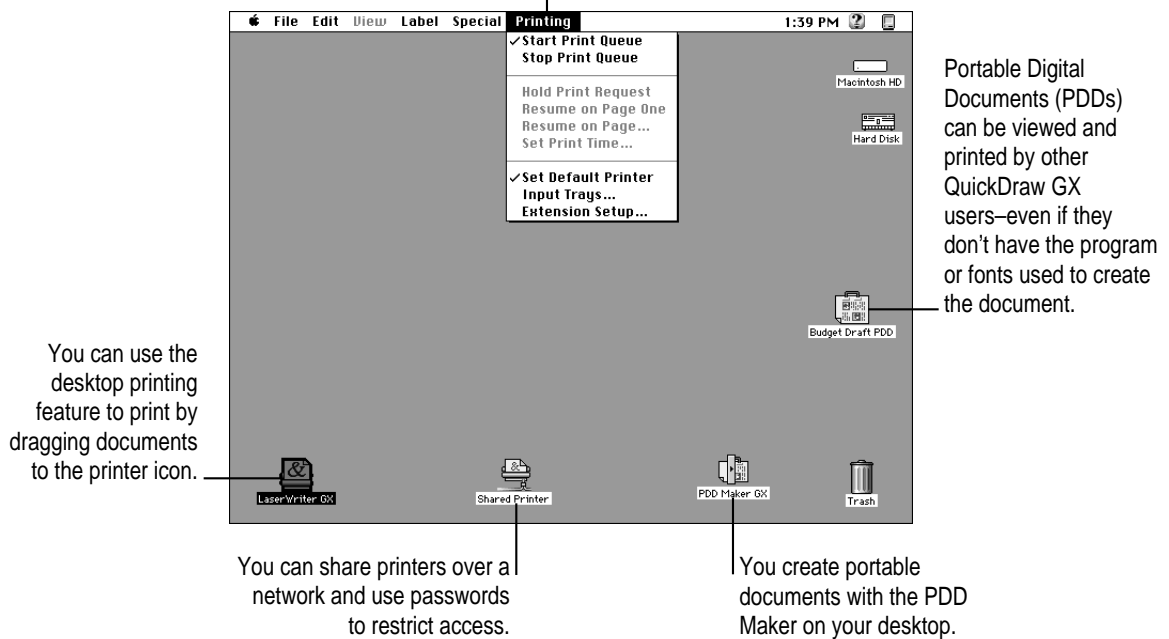 File Edit View Label Special Printing 1:39 PM
✓Start Print Queue
Stop Print Queue
Hold Print Request
Resume on Page One
Resume on Page...
Set Print Time...
✓Set Default Printer
Input Trays...
Extension Setup...
Macintosh HD
Hard Disk
Portable Digital
Documents (PDDs)
can be viewed and
printed by other
QuickDraw GX
users–even if they
don’t have the program
or fonts used to create
the document.
Budget Draft PDD
You can use the
desktop printing
feature to print by
dragging documents
to the printer icon.
LaserWriter GX
Shared Printer
PDD Maker GX
Trash
You can share printers over a
network and use passwords
to restrict access.
You create portable
documents with the PDD
Maker on your desktop.